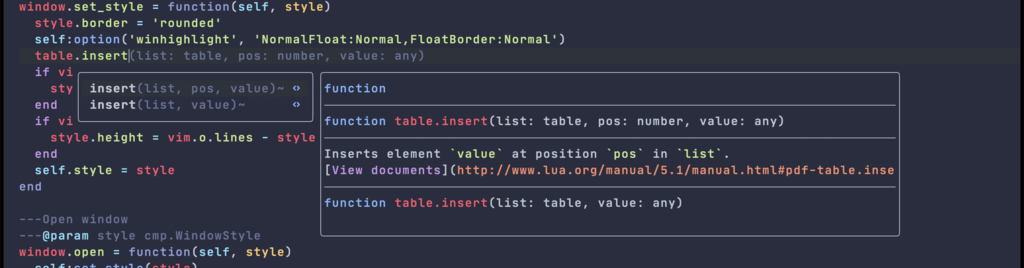 window.set_style = function(self, style)
style.border = 'rounded'
self:option('winhighlight', 'NormalFloat:Normal,FloatBorder:Normal')
table.insert(list: table, pos: number, value: any)
if vi
sty
end
if vi
style.height = vim.o.lines - style
end
self.style = style
end
---Open window
---@param style cmp.WindowStyle
window.open = function(self, style)
self:set_style(style)
insert(list, pos, value)~ <>
insert(list, value)~ <>
function
function table.insert(list: table, pos: number, value: any)
Inserts element `value` at position `pos` in `list`.
[View documents](http://www.lua.org/manual/5.1/manual.html#pdf-table.inse
function table.insert(list: table, value: any)